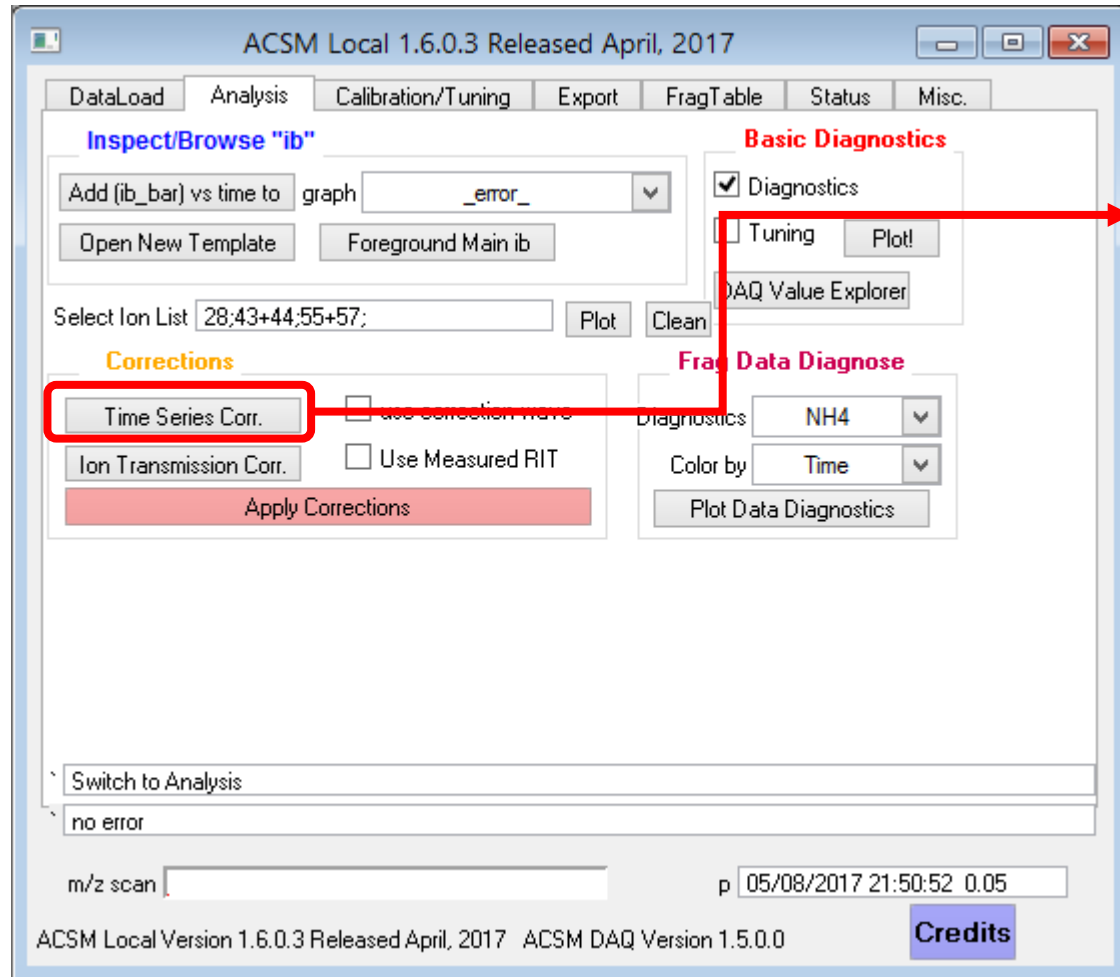 ACSM Local 1.6.0.3 Released April, 2017
DataLoad Analysis Calibration/Tuning Export FragTable Status Misc.
Inspect/Browse "ib"
Add (ib_bar) vs time to graph _error_
Open New Template Foreground Main ib
Basic Diagnostics
Diagnostics
Tuning Plot!
DAQ Value Explorer
Select Ion List 28;43+44;55+57; Plot Clean
Corrections
Time Series Corr. use correction wave
Ion Transmission Corr. Use Measured RIT
Apply Corrections
Frag Data Diagnose
Diagnostics NH4
Color by Time
Plot Data Diagnostics
` Switch to Analysis
` no error
m/z scan p 05/08/2017 21:50:52 0.05
ACSM Local Version 1.6.0.3 Released April, 2017 ACSM DAQ Version 1.5.0.0 Credits